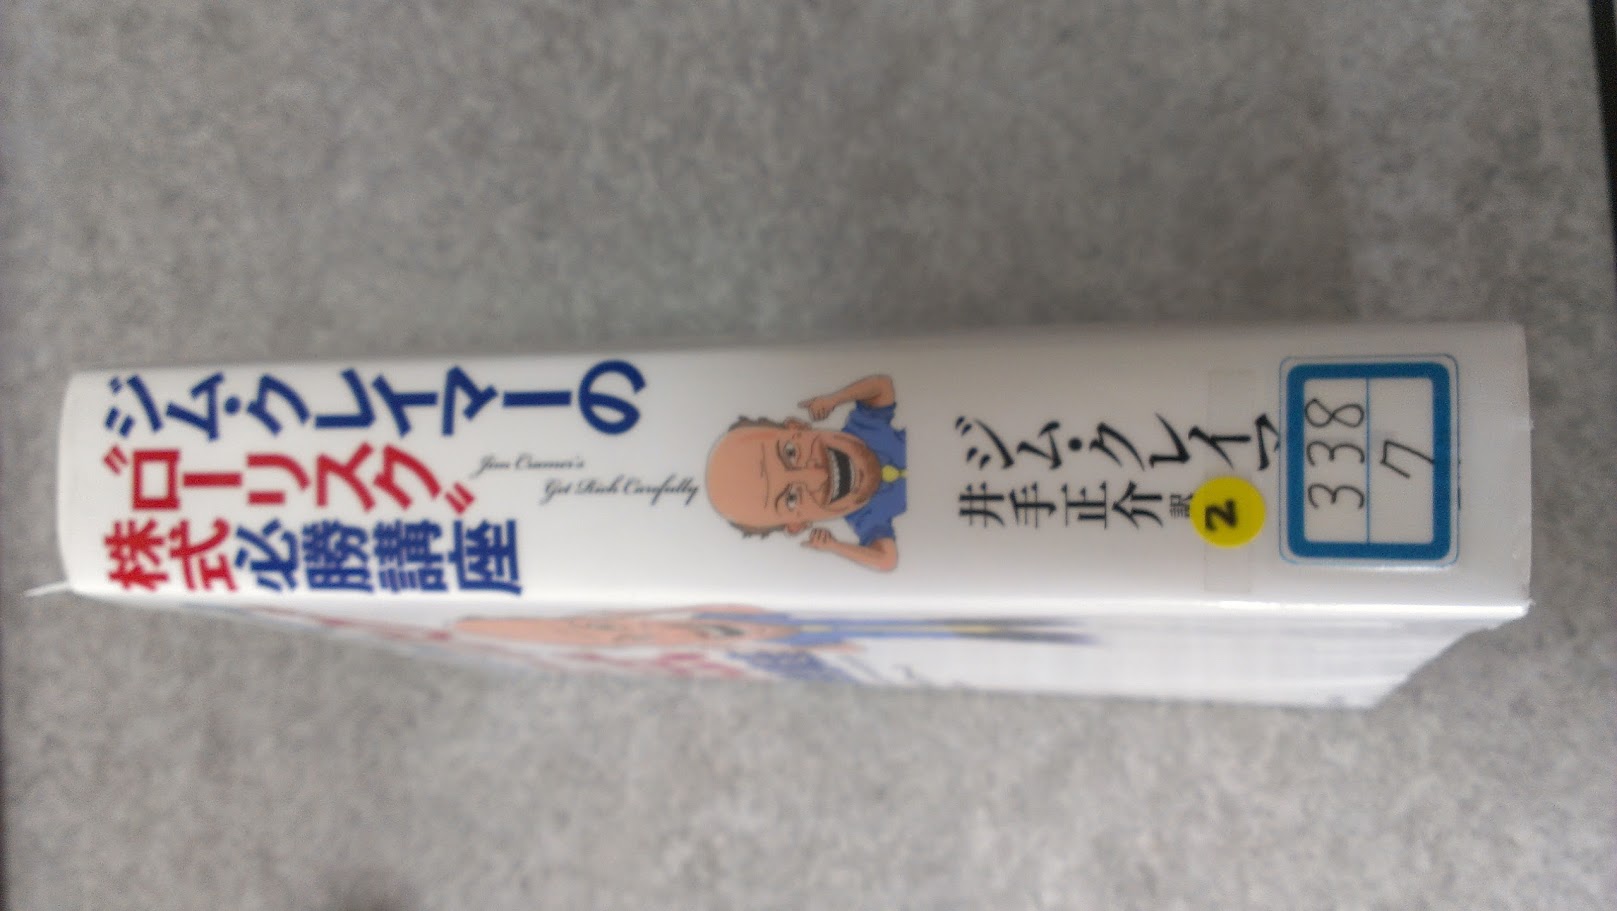 ジム・クレイマーの
"ローリスク"
株式必勝講座
Jim Cramer's
Get Rich Carefully
ジム・クレイマ
井手正介 訳
2
338
ク